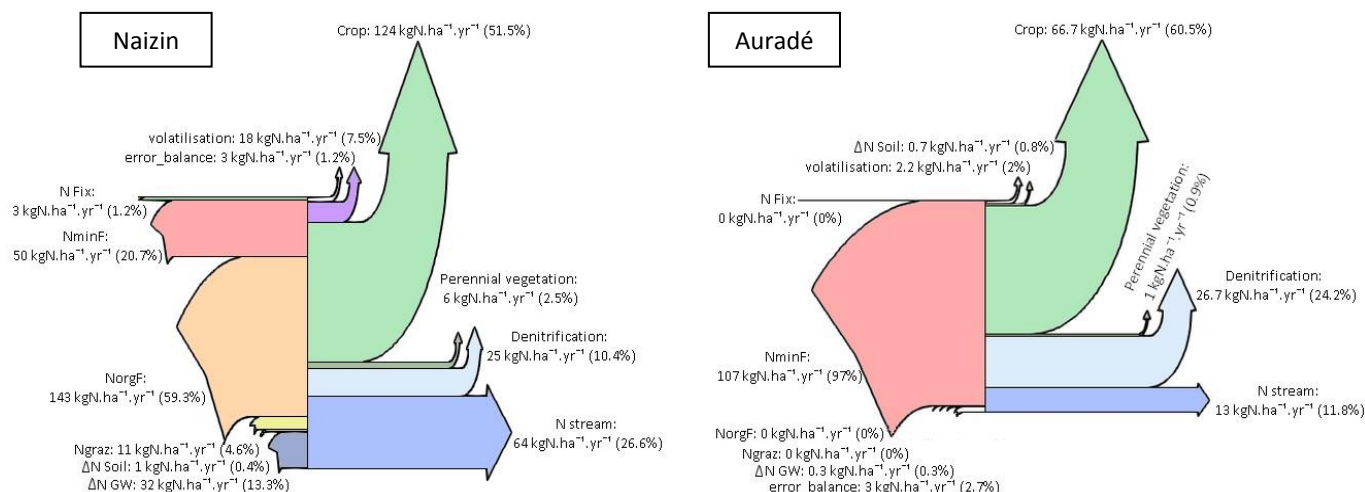 Naizin
Crop: 124 kgN.ha⁻¹.yr⁻¹ (51.5%)
volatilisation: 18 kgN.ha⁻¹.yr⁻¹ (7.5%)
error_balance: 3 kgN.ha⁻¹.yr⁻¹ (1.2%)
N Fix:
3 kgN.ha⁻¹.yr⁻¹ (1.2%)
NminF:
50 kgN.ha⁻¹.yr⁻¹ (20.7%)
Perennial vegetation:
6 kgN.ha⁻¹.yr⁻¹ (2.5%)
Denitrification:
25 kgN.ha⁻¹.yr⁻¹ (10.4%)
NorgF:
143 kgN.ha⁻¹.yr⁻¹ (59.3%)
N stream:
64 kgN.ha⁻¹.yr⁻¹ (26.6%)
Ngraz: 11 kgN.ha⁻¹.yr⁻¹ (4.6%)
ΔN Soil: 1 kgN.ha⁻¹.yr⁻¹ (0.4%)
ΔN GW: 32 kgN.ha⁻¹.yr⁻¹ (13.3%)
Auradé
Crop: 66.7 kgN.ha⁻¹.yr⁻¹ (60.5%)
ΔN Soil: 0.7 kgN.ha⁻¹.yr⁻¹ (0.8%)
volatilisation: 2.2 kgN.ha⁻¹.yr⁻¹ (2%)
N Fix:
0 kgN.ha⁻¹.yr⁻¹ (0%)
Perennial vegetation:
1 kgN.ha⁻¹.yr⁻¹ (0.9%)
Denitrification:
26.7 kgN.ha⁻¹.yr⁻¹ (24.2%)
NminF:
107 kgN.ha⁻¹.yr⁻¹ (97%)
N stream:
13 kgN.ha⁻¹.yr⁻¹ (11.8%)
NorgF: 0 kgN.ha⁻¹.yr⁻¹ (0%)
Ngraz: 0 kgN.ha⁻¹.yr⁻¹ (0%)
ΔN GW: 0.3 kgN.ha⁻¹.yr⁻¹ (0.3%)
error_balance: 3 kgN.ha⁻¹.yr⁻¹ (2.7%)